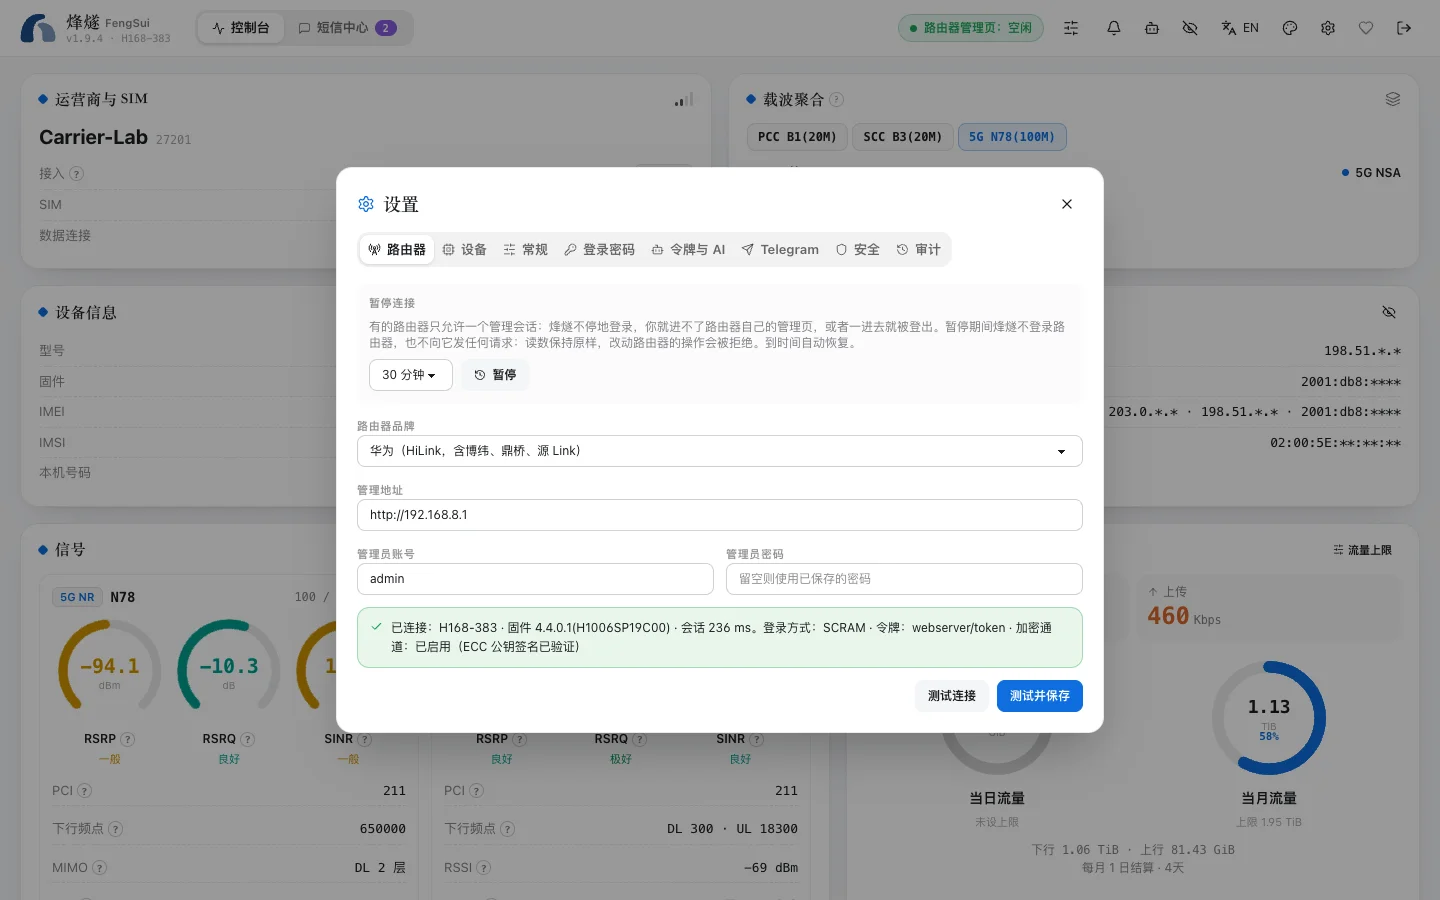 烽燧 FengSui
v1.9.4 · H168-383
控制台
短信中心 2
路由器管理页：空闲
EN
运营商与 SIM
Carrier-Lab 27201
接入 ?
SIM
数据连接
载波聚合 ?
PCC B1(20M) SCC B3(20M) 5G N78(100M)
5G NSA
设备信息
型号
固件
IMEI
IMSI
本机号码
198.51.*.*
2001:db8:****
203.0.*.* · 198.51.*.* · 2001:db8:****
02:00:5E:**:**:**
设置
路由器 设备 常规 登录密码 令牌与 AI Telegram 安全 审计
暂停连接
有的路由器只允许一个管理会话：烽燧不停地登录，你就进不了路由器自己的管理页，或者一进去就被登出。暂停期间烽燧不登录路
由器，也不向它发任何请求：读数保持原样，改动路由器的操作会被拒绝。到时间自动恢复。
30 分钟 暂停
路由器品牌
华为（HiLink，含博纬、鼎桥、源 Link）
管理地址
http://192.168.8.1
管理员账号
admin
管理员密码
留空则使用已保存的密码
已连接：H168-383 · 固件 4.4.0.1(H1006SP19C00) · 会话 236 ms。登录方式：SCRAM · 令牌：webserver/token · 加密通
道：已启用（ECC 公钥签名已验证）
测试连接 测试并保存
信号
5G NR N78
100 /
-94.1
dBm
RSRP ?
一般
-10.3
dB
RSRQ ?
良好
1
SINR ?
一般
PCI ? 211
下行频点 ? 650000
MIMO ? DL 2 层
RSRP ?
良好
RSRQ ?
极好
SINR ?
良好
PCI ? 211
下行频点 ? DL 300 · UL 18300
RSSI ? -69 dBm
流量上限
上传
460 Kbps
GiB
当日流量
未设上限
1.13
TiB
58%
当月流量
上限 1.95 TiB
下行 1.06 TiB · 上行 81.43 GiB
每月 1 日结算 · 4天